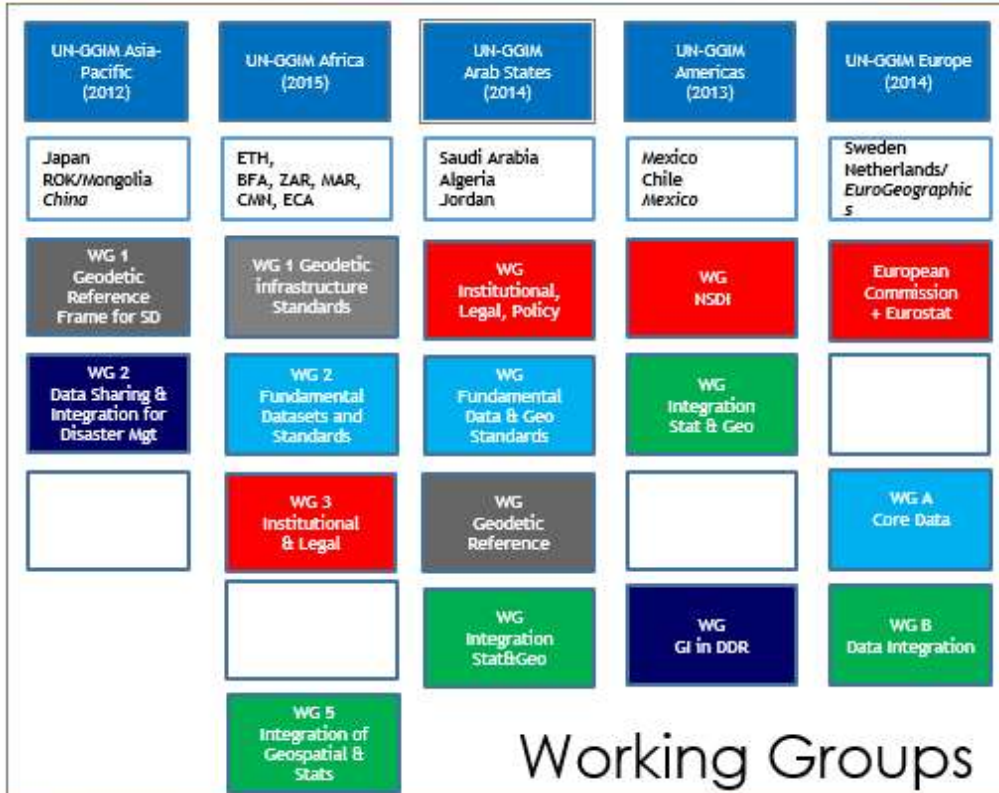 UN-GGIM Asia-
Pacific
(2012)
UN-GGIM Africa
(2015)
UN-GGIM
Arab States
(2014)
UN-GGIM
Americas
(2013)
UN-GGIM Europe
(2014)
Japan
ROK/Mongolia
China
ETH,
BFA, ZAR, MAR,
CMN, ECA
Saudi Arabia
Algeria
Jordan
Mexico
Chile
Mexico
Sweden
Netherlands/
EuroGeographic
s
WG 1
Geodetic
Reference
Frame for SD
WG 1 Geodetic
infrastructure
Standards
WG
Institutional,
Legal, Policy
WG
NSDI
European
Commission
+ Eurostat
WG 2
Data Sharing &
Integration for
Disaster Mgt
WG 2
Fundamental
Datasets and
Standards
WG
Fundamental
Data & Geo
Standards
WG
Integration
Stat & Geo
WG 3
Institutional
& Legal
WG
Geodetic
Reference
WG A
Core Data
WG
Integration
Stat&Geo
WG
GI in DDR
WG B
Data Integration
WG 5
Integration of
Geospatial &
Stats
Working Groups